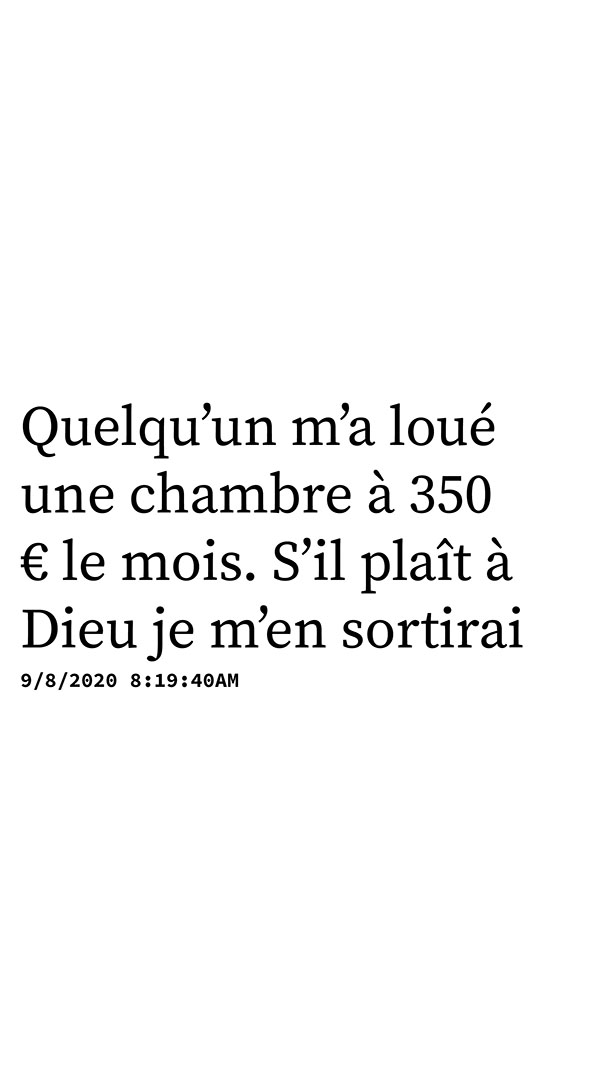 Quelqu’un m’a loué
une chambre à 350
€ le mois. S’il plaît à
Dieu je m’en sortirai
9/8/2020 8:19:40AM